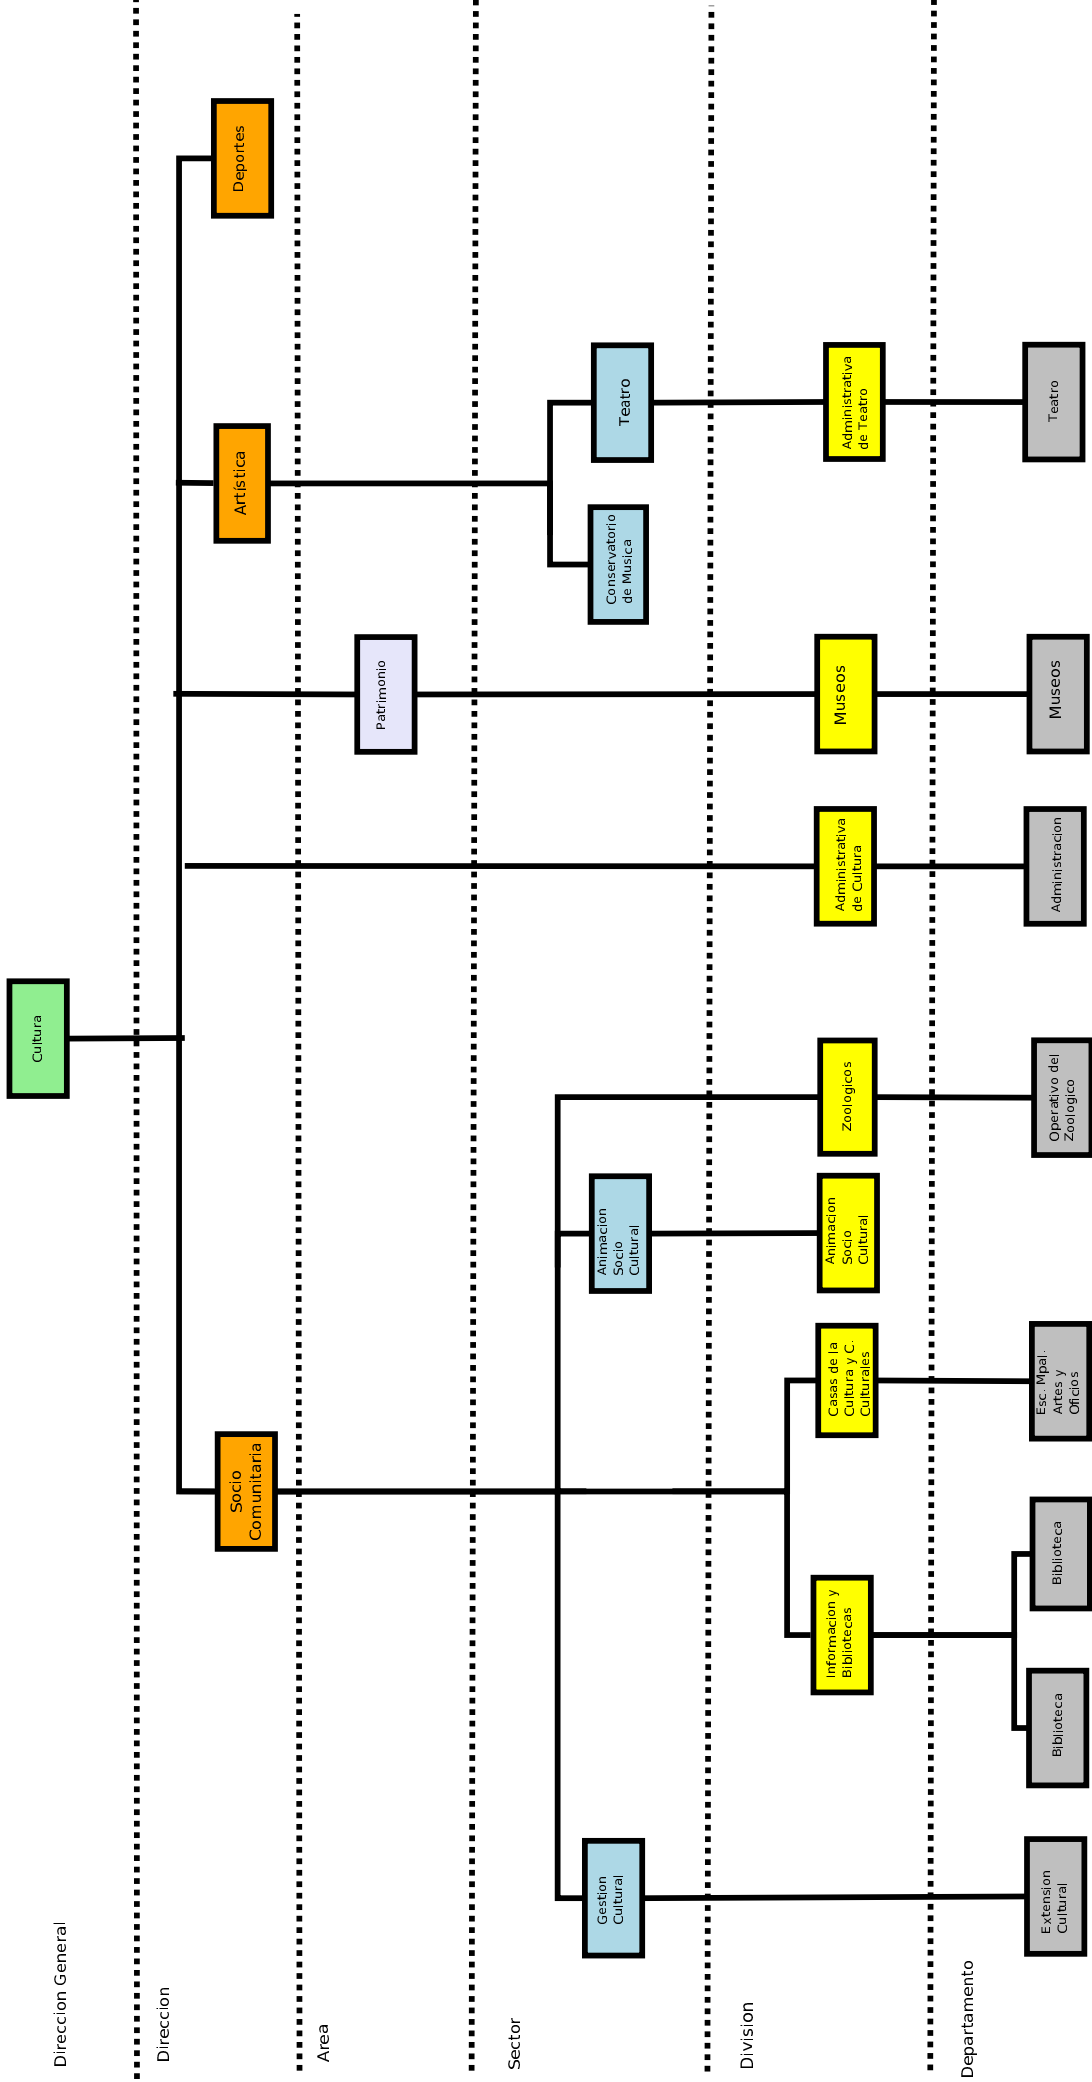 Direccion General
Cultura
Direccion
Socio
Comunitaria
Artística
Deportes
Area
Patrimonio
Sector
Gestion
Cultural
Animacion
Socio
Cultural
Conservatorio
de Musica
Teatro
Division
Informacion y
Bibliotecas
Casas de la
Cultura y C.
Culturales
Animacion
Socio
Cultural
Zoologicos
Administrativa
de Cultura
Museos
Administrativa
de Teatro
Departamento
Extension
Cultural
Biblioteca
Biblioteca
Esc. Mpal.
Artes y
Oficios
Operativo del
Zoologico
Administracion
Museos
Teatro